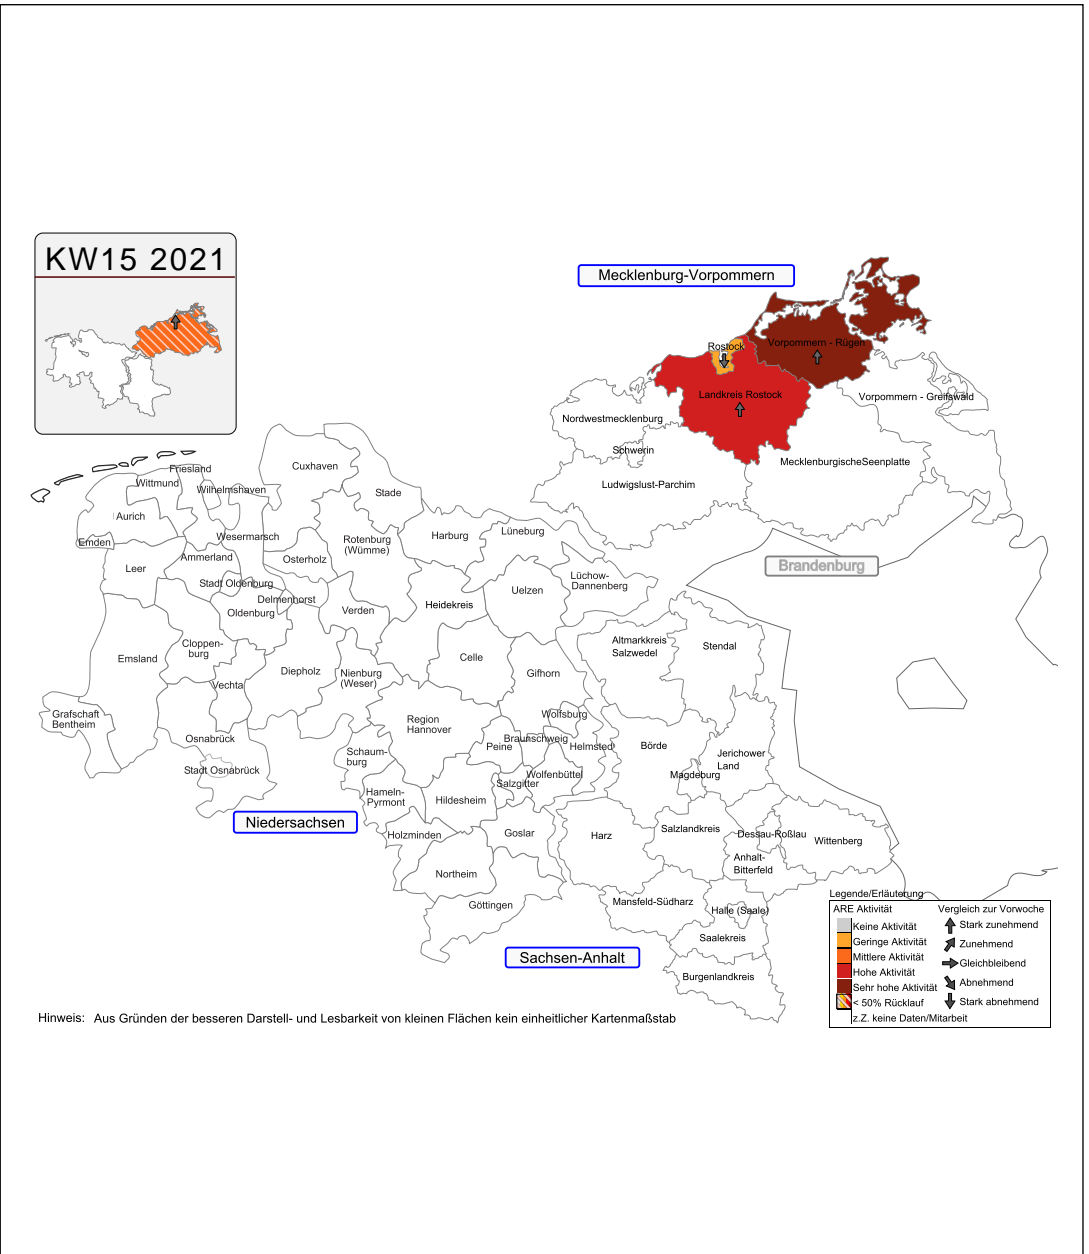 KW15 2021
Mecklenburg-Vorpommern
Rostock
Vorpommern - Rügen
Landkreis Rostock
Vorpommern - Greifswald
Nordwestmecklenburg
Schwerin
MecklenburgischeSeenplatte
Ludwigslust-Parchim
Friesland
Cuxhaven
Wittmund
Wilhelmshaven
Stade
Aurich
Emden
Wesermarsch
Rotenburg
(Wümme)
Harburg
Lüneburg
Leer
Ammerland
Osterholz
Brandenburg
Stadt Oldenburg
Lüchow-
Dannenberg
Delmenhorst
Uelzen
Oldenburg
Verden
Heidekreis
Cloppen-
burg
Altmarkkreis
Salzwedel
Stendal
Emsland
Celle
Diepholz
Nienburg
(Weser)
Gifhorn
Vechta
Grafschaft
Bentheim
Region
Hannover
Wolfsburg
Osnabrück
Braunschweig
Peine
Helmsted
Börde
Schaum-
burg
Jerichower
Land
Stadt Osnabrück
Wolfenbüttel
Magdeburg
Salzgitter
Hameln-
Pyrmont
Hildesheim
Niedersachsen
Holzminden
Goslar
Harz
Salzlandkreis
Dessau-Roßlau
Wittenberg
Anhalt-
Bitterfeld
Northeim
Göttingen
Mansfeld-Südharz
Halle (Saale)
Saalekreis
Sachsen-Anhalt
Burgenlandkreis
Legende/Erläuterung
ARE Aktivität
Vergleich zur Vorwoche
Keine Aktivität
Stark zunehmend
Geringe Aktivität
Zunehmend
Mittlere Aktivität
Gleichbleibend
Hohe Aktivität
Abnehmend
Sehr hohe Aktivität
Stark abnehmend
< 50% Rücklauf
z.Z. keine Daten/Mitarbeit
Hinweis: Aus Gründen der besseren Darstell- und Lesbarkeit von kleinen Flächen kein einheitlicher Kartenmaßstab